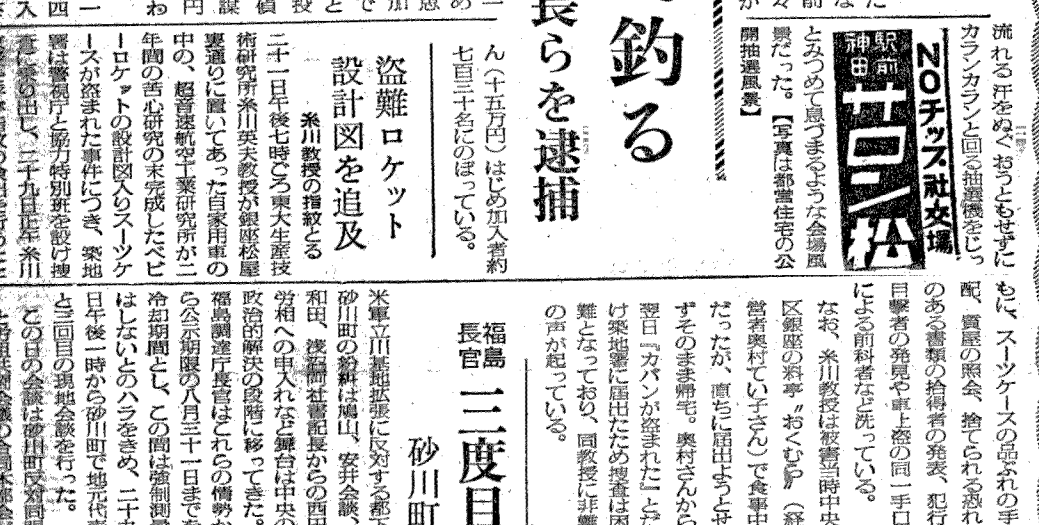 流れる汗をぬぐおうともせずに
カランカランと回る抽選機をじっ
NOチップ社交場
駅前
神田
サロン松
とみつめて息づまるような会場風
景だった。【写真は都営住宅の公
開抽選風景】
釣る
長らを逮捕
ん(十五万円)はじめ加入者約
七百三十名にのぼっている。
盗難ロケット
設計図を追及
糸川教授の指紋とる
二十一日午後七時ごろ東大生産技
術研究所糸川英夫教授が銀座松屋
裏通りに置いてあった自家用車の
中の、超音速航空工業研究所が二
年間の苦心研究の末完成したベビ
ーロケットの設計図入りスーツケ
ースが盗まれた事件につき、築地
署は警視庁と協力特別班を設け捜
査に乗り出し、二十九日正午糸川
もに、スーツケースの品ぶれの手
配、質屋の照会、捨てられる恐れ
のある書類の拾得者の発表、犯行
目撃者の発見や車上盗の同一手口
による前科者など洗っている。
なお、糸川教授は被害当時中央
区銀座の料亭〝おくむら〟(経
営者奥村てい子さん)で食事中
だったが、直ちに届出ようとせ
ずそのまま帰宅。奥村さんから
翌日『カバンが盗まれた』とだ
け築地署に届出たため捜査は困
難となっており、同教授に非難
の声が起っている。
福島
長官
三度目
砂川町
米軍立川基地拡張に反対する都下
砂川町の紛糾は鳩山、安井会談、
和田、浅沼両社書記長からの西田
労相への申入れなど舞台は中央の
政治的解決の段階に移ってきた。
福島調達庁長官はこれらの情勢か
ら公示期限の八月三十一日までを
冷却期間とし、この間は強制測量
はしないとのハラをきめ、二十九
日午後一時から砂川町で地元代表
と三回目の現地会談を行った。
この日の会談は砂川町反対同盟